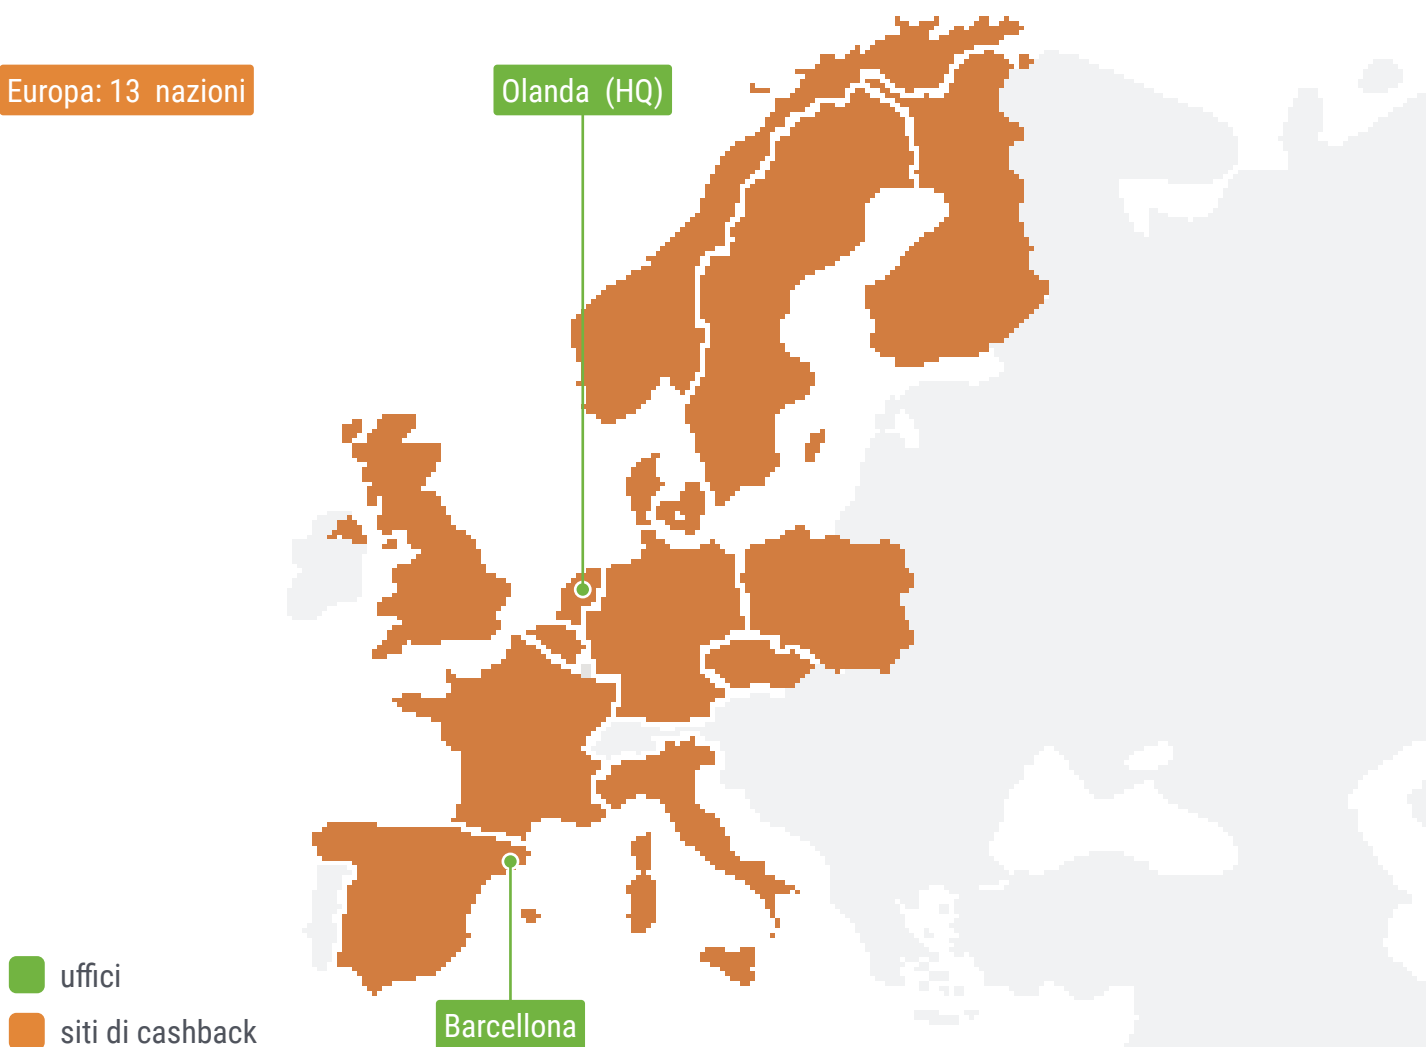 Europa: 13 nazioni
Olanda (HQ)
uffici
siti di cashback
Barcellona